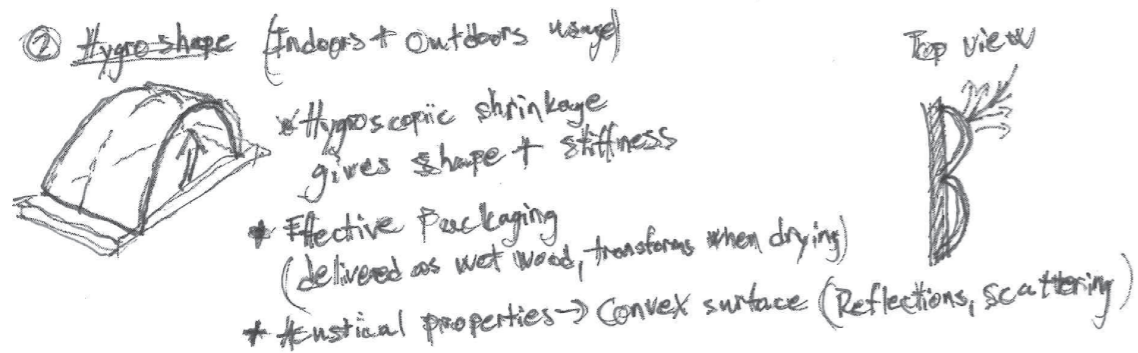 ② Hygroshape (Indoors + Outdoors usage)
Top view
* Hygroscopic shrinkage
gives shape + stiffness
* Effective Packaging
(delivered as wet wood, transforms when drying)
* Acustical properties → Convex surface (Reflections, scattering)